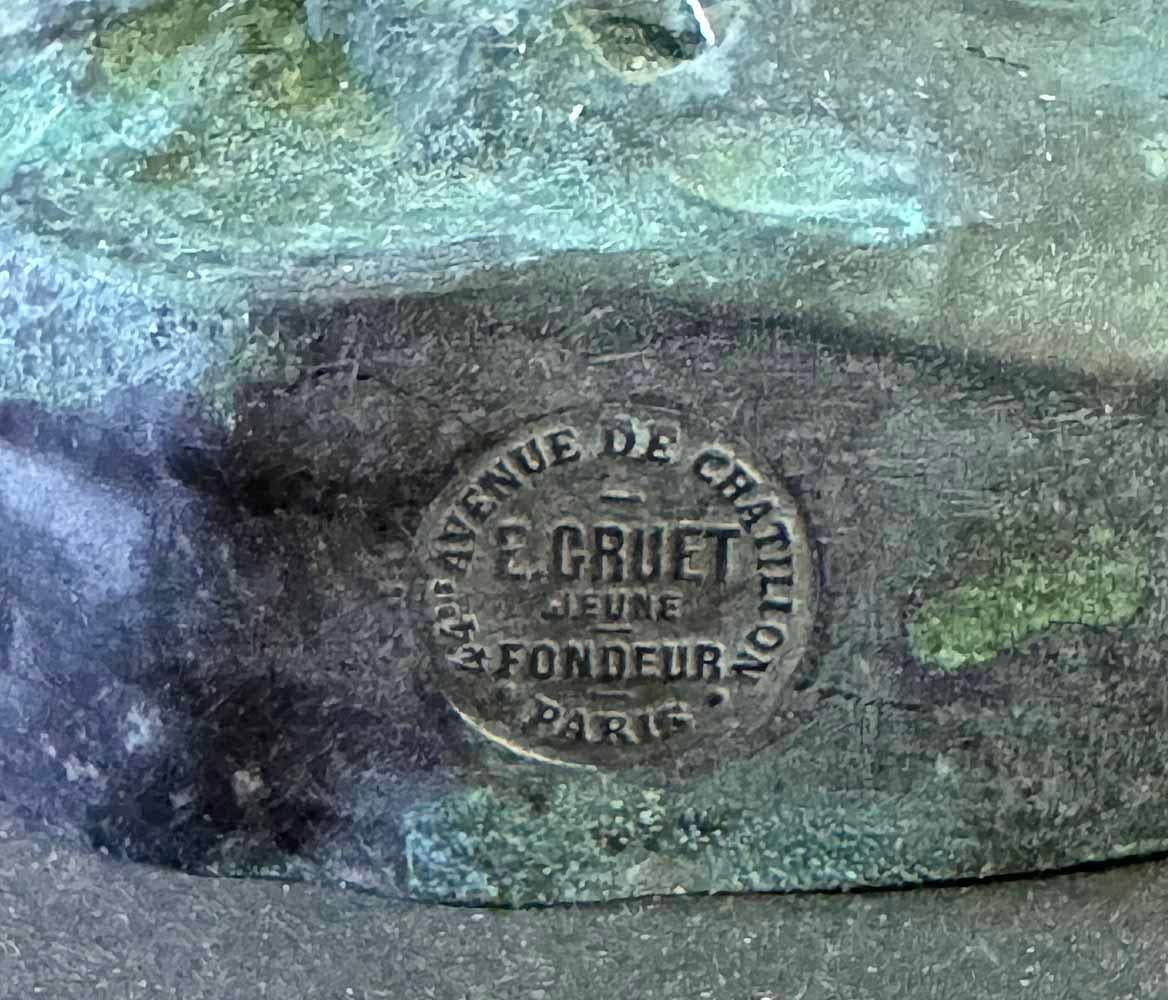 44bis AVENUE DE CHATILLON
E. GRUET
JEUNE
FONDEUR
PARIS